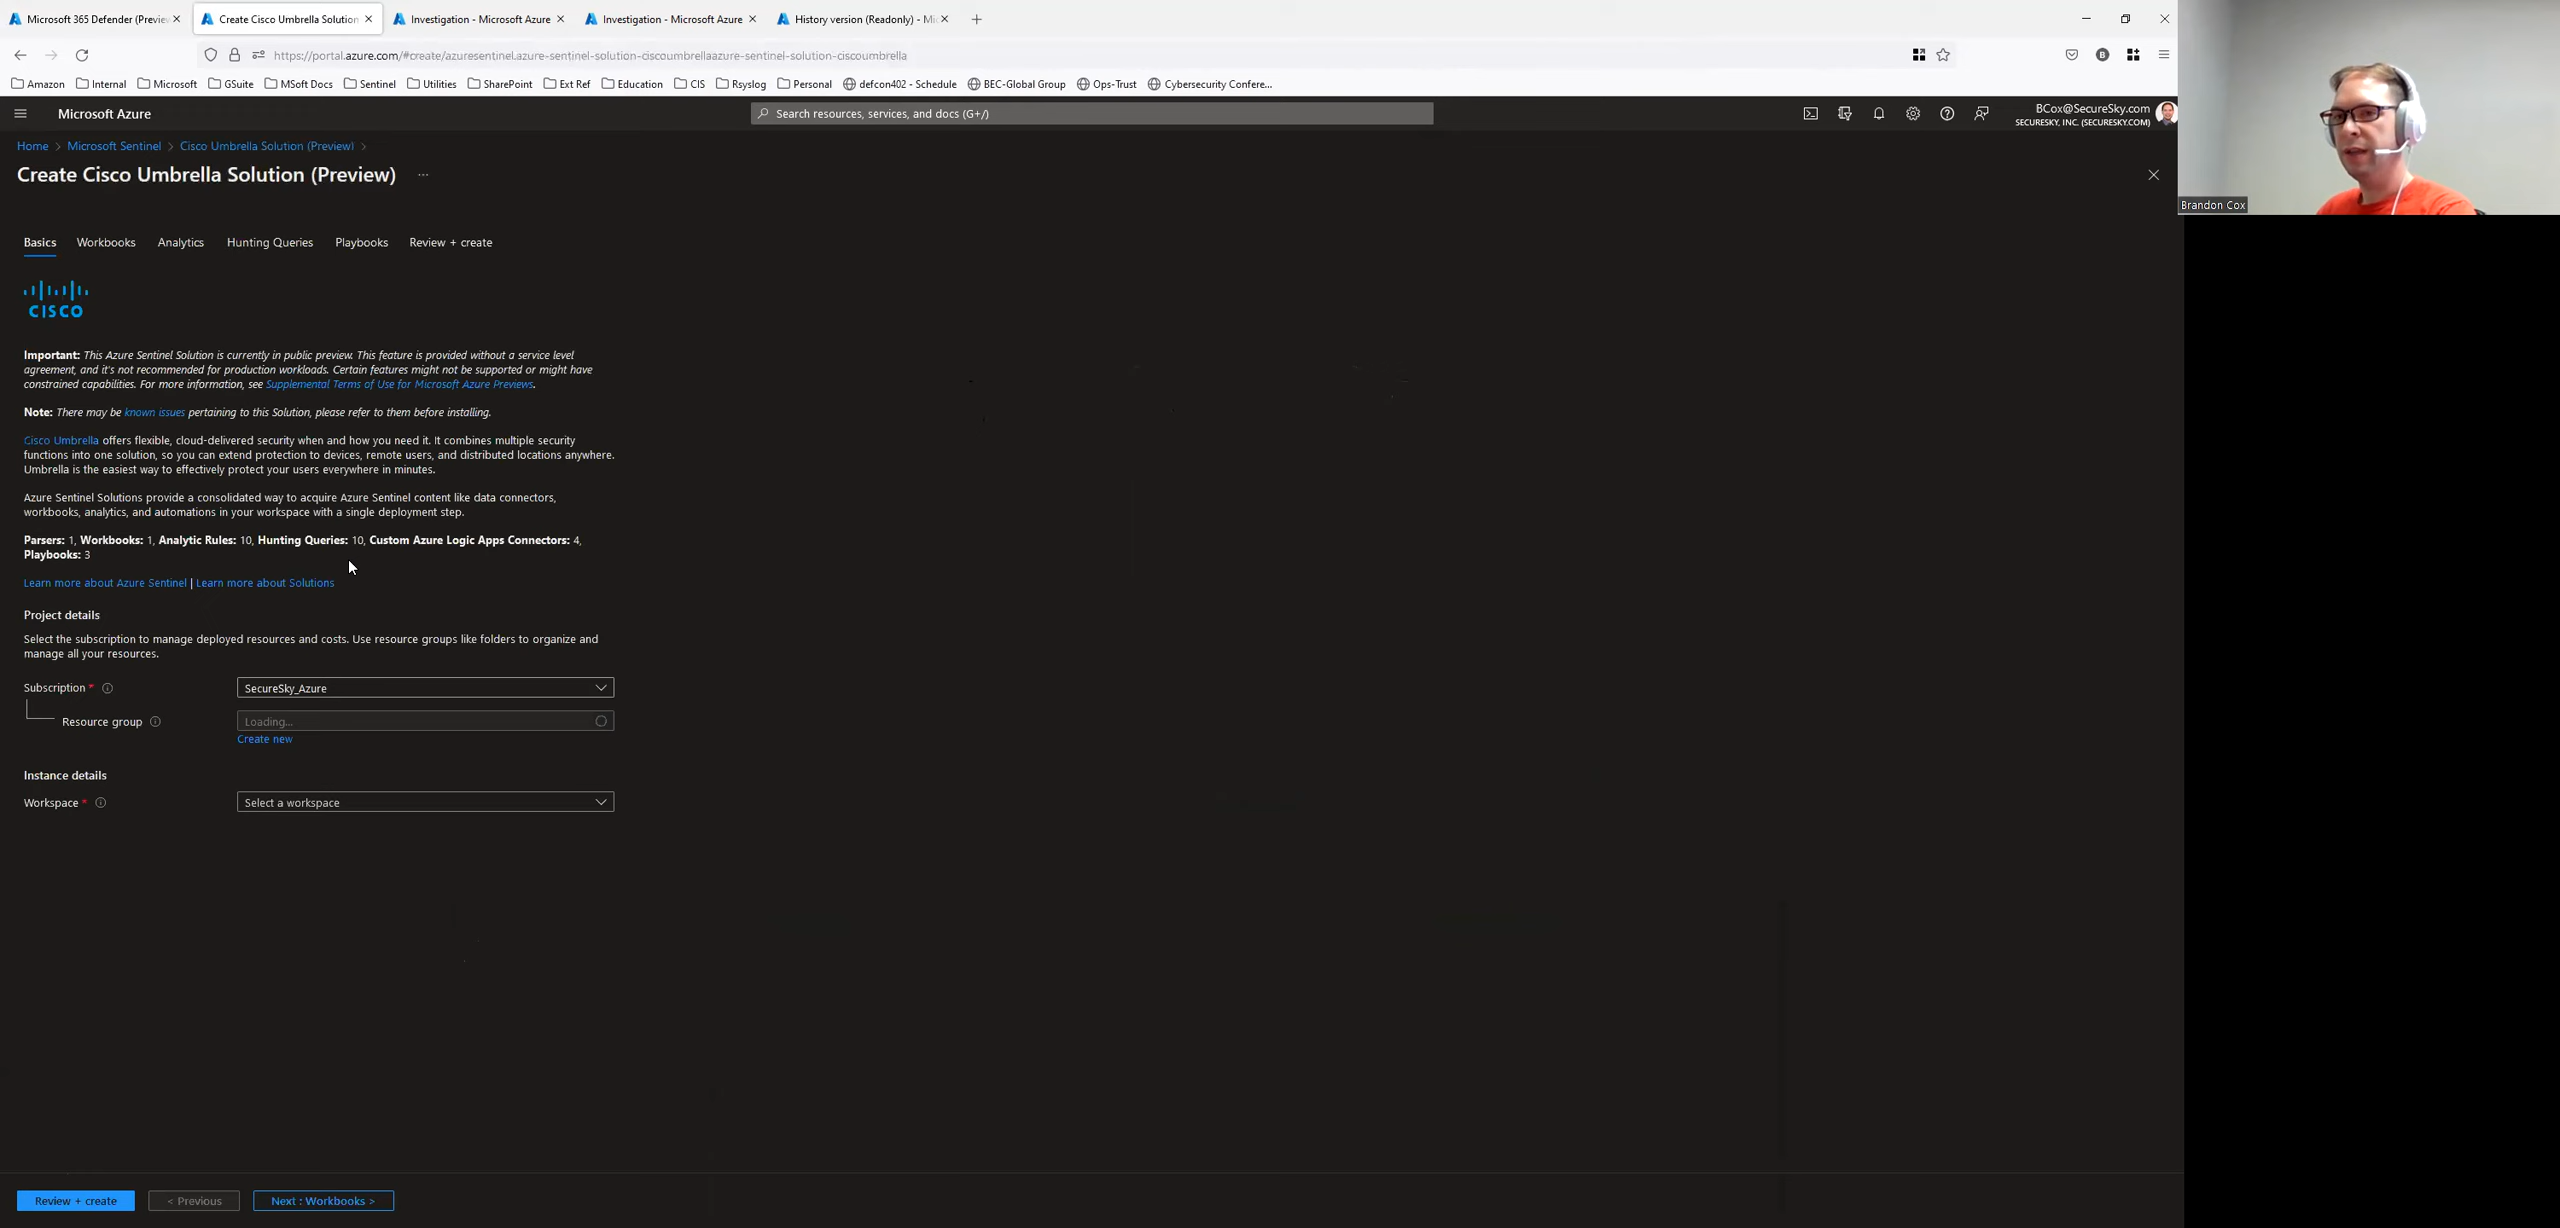 Microsoft 365 Defender (Preview
Create Cisco Umbrella Solution
Investigation - Microsoft Azure
Investigation - Microsoft Azure
History version (Readonly) - Mi
https://portal.azure.com/#create/azuresentinel.azure-sentinel-solution-ciscoumbrellaazure-sentinel-solution-ciscoumbrella
B
Amazon Internal Microsoft GSuite MSoft Docs Sentinel Utilities SharePoint Ext Ref Education CIS Rsyslog Personal defcon402 - Schedule BEC-Global Group Ops-Trust Cybersecurity Confere...
Microsoft Azure
Search resources, services, and docs (G+/)
BCox@SecureSky.com
SECURESKY, INC. (SECURESKY.COM)
Brandon Cox
Home > Microsoft Sentinel > Cisco Umbrella Solution (Preview) >
Create Cisco Umbrella Solution (Preview) ...
Basics Workbooks Analytics Hunting Queries Playbooks Review + create
CISCO
Important: This Azure Sentinel Solution is currently in public preview. This feature is provided without a service level
agreement, and it's not recommended for production workloads. Certain features might not be supported or might have
constrained capabilities. For more information, see Supplemental Terms of Use for Microsoft Azure Previews.
Note: There may be known issues pertaining to this Solution, please refer to them before installing.
Cisco Umbrella offers flexible, cloud-delivered security when and how you need it. It combines multiple security
functions into one solution, so you can extend protection to devices, remote users, and distributed locations anywhere.
Umbrella is the easiest way to effectively protect your users everywhere in minutes.
Azure Sentinel Solutions provide a consolidated way to acquire Azure Sentinel content like data connectors,
workbooks, analytics, and automations in your workspace with a single deployment step.
Parsers: 1, Workbooks: 1, Analytic Rules: 10, Hunting Queries: 10, Custom Azure Logic Apps Connectors: 4,
Playbooks: 3
Learn more about Azure Sentinel | Learn more about Solutions
Project details
Select the subscription to manage deployed resources and costs. Use resource groups like folders to organize and
manage all your resources.
Subscription * SecureSky_Azure
Resource group Loading...
Create new
Instance details
Workspace * Select a workspace
Review + create < Previous Next : Workbooks >